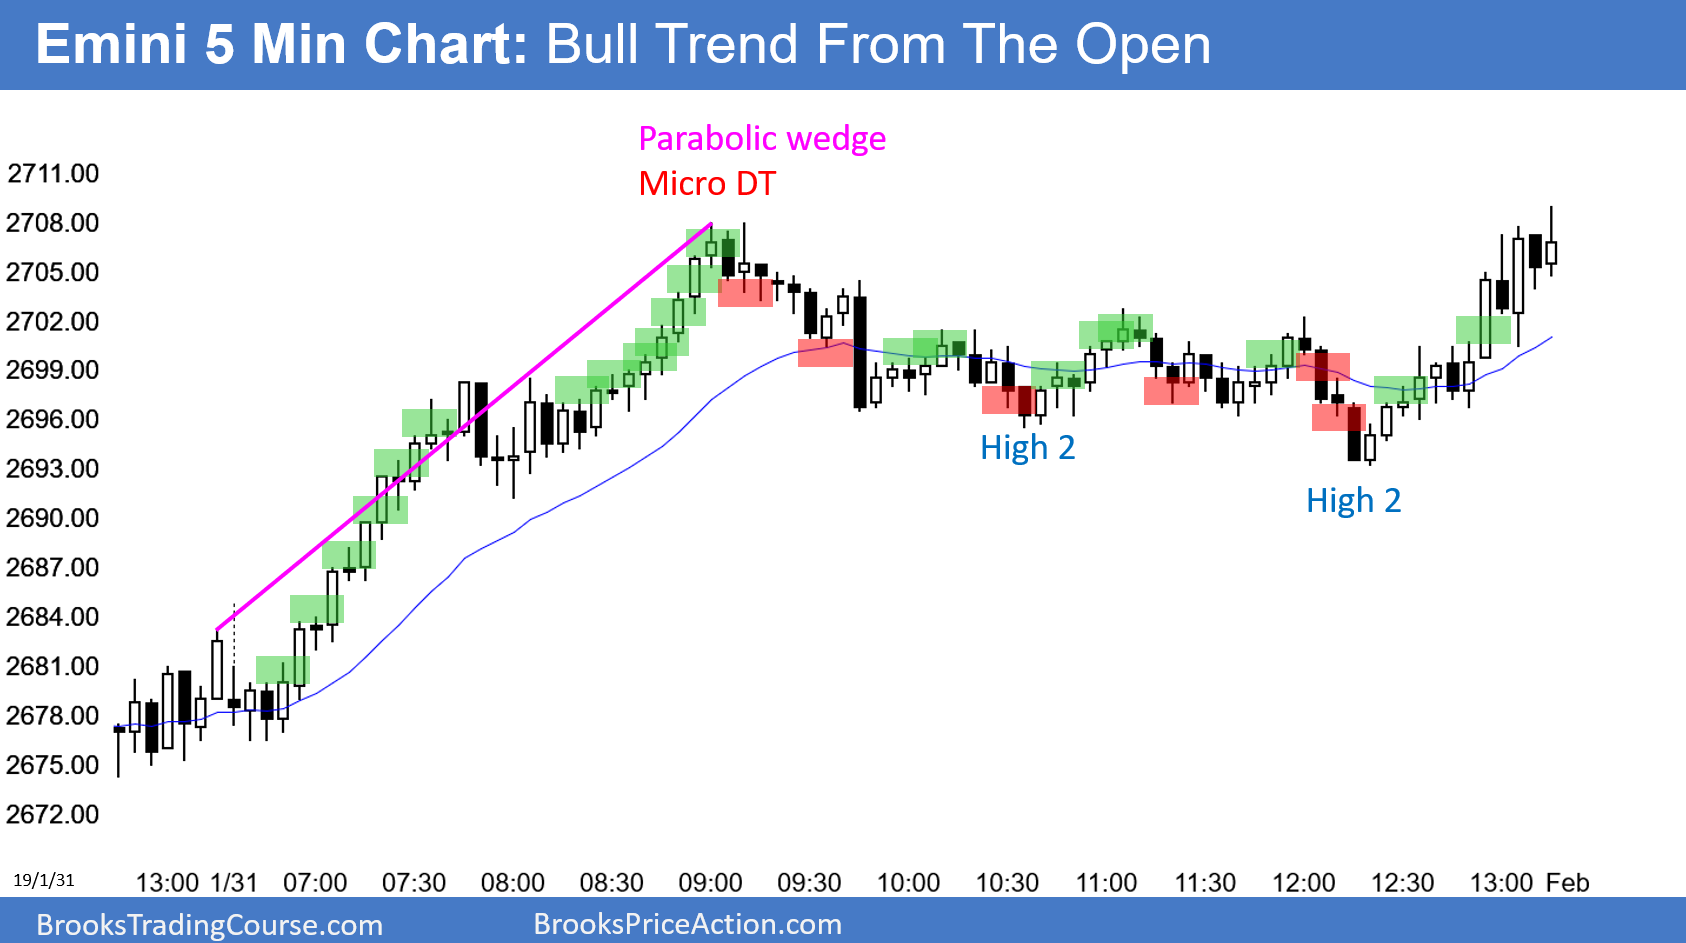 Emini 5 Min Chart: Bull Trend From The Open
Parabolic wedge
Micro DT
2711.00
2708.00
2705.00
2702.00
2699.00
2696.00
2693.00
2690.00
2687.00
2684.00
2681.00
2678.00
2675.00
2672.00
High 2
High 2
19/1/31
13:00 1/31 07:00 07:30 08:00 08:30 09:00 09:30 10:00 10:30 11:00 11:30 12:00 12:30 13:00 Feb
BrooksTradingCourse.com BrooksPriceAction.com